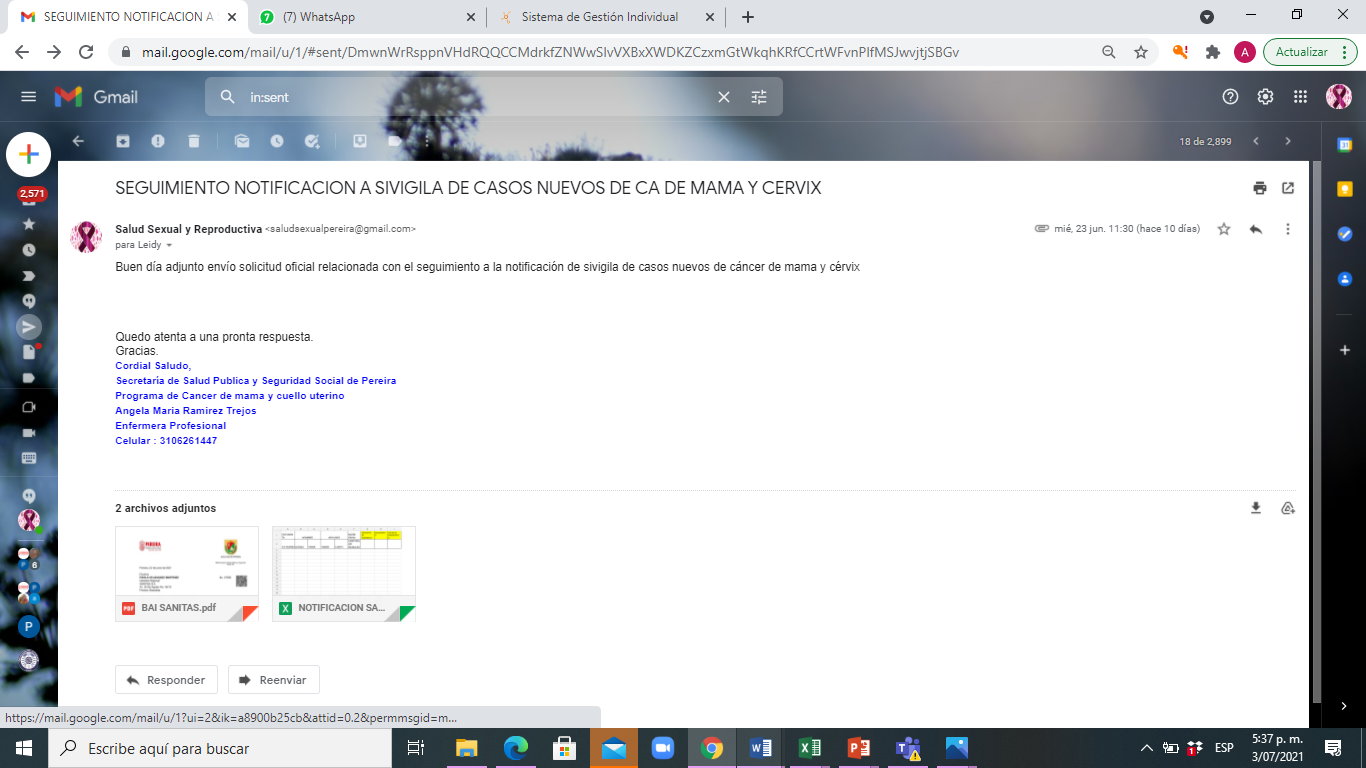 SEGUIMIENTO NOTIFICACION A
(7) WhatsApp
Sistema de Gestión Individual
mail.google.com/mail/u/1/#sent/DmwnWrRsppnVHdRQQCCMdrkfZNWwSlvVXBxXWDKZCzxmGtWkqhKRfCCrtWFvnPlfMSJwvjtjSBGv
A
Actualizar
Gmail
in:sent
18 de 2,899
2,571
SEGUIMIENTO NOTIFICACION A SIVIGILA DE CASOS NUEVOS DE CA DE MAMA Y CERVIX
Salud Sexual y Reproductiva <saludsexualpereira@gmail.com>
mié, 23 jun. 11:30 (hace 10 días)
para Leidy
Buen día adjunto envío solicitud oficial relacionada con el seguimiento a la notificación de sivigila de casos nuevos de cáncer de mama y cérvix
Quedo atenta a una pronta respuesta.
Gracias.
Cordial Saludo,
Secretaría de Salud Publica y Seguridad Social de Pereira
Programa de Cancer de mama y cuello uterino
Angela Maria Ramirez Trejos
Enfermera Profesional
Celular : 3106261447
2 archivos adjuntos
PDF BAI SANITAS.pdf
X NOTIFICACION SA...
6
P
Responder
Reenviar
https://mail.google.com/mail/u/1?ui=2&ik=a8900b25cb&attid=0.2&permmsgid=m...
Escribe aquí para buscar
ESP
5:37 p. m.
3/07/2021